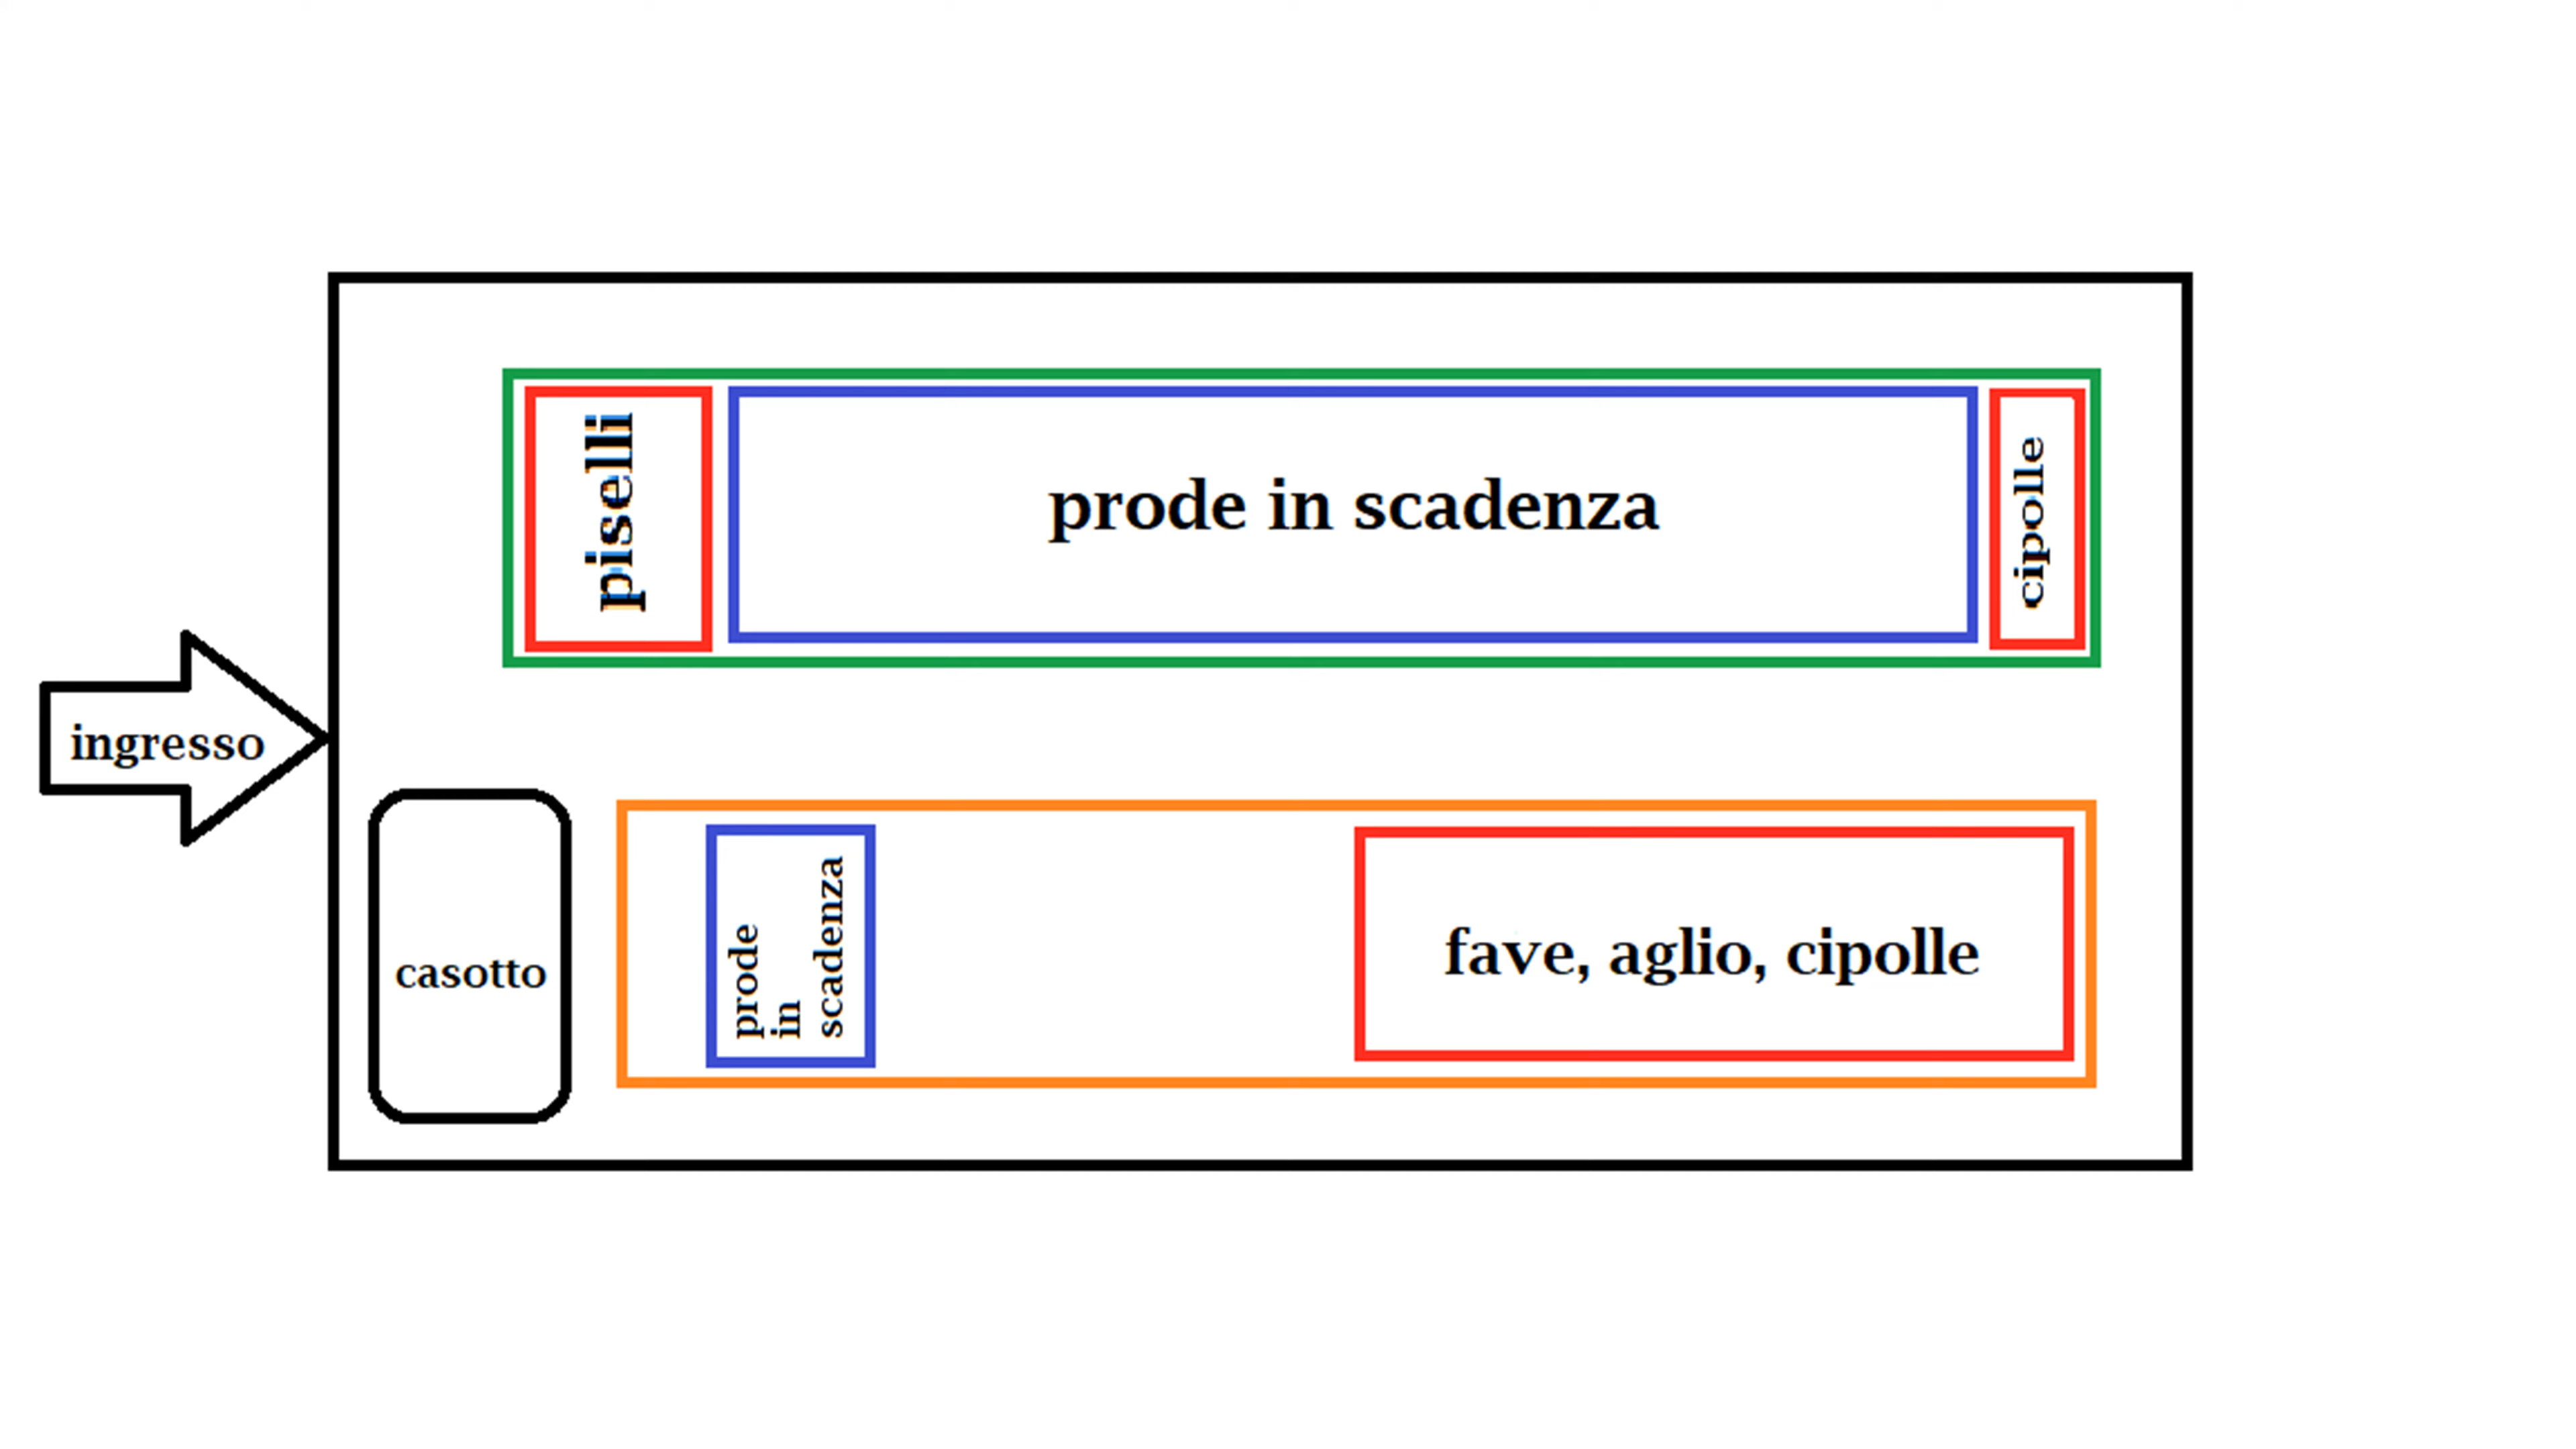 piselli
prode in scadenza
cipolle
ingresso
casotto
prode
in
scadenza
fave, aglio, cipolle